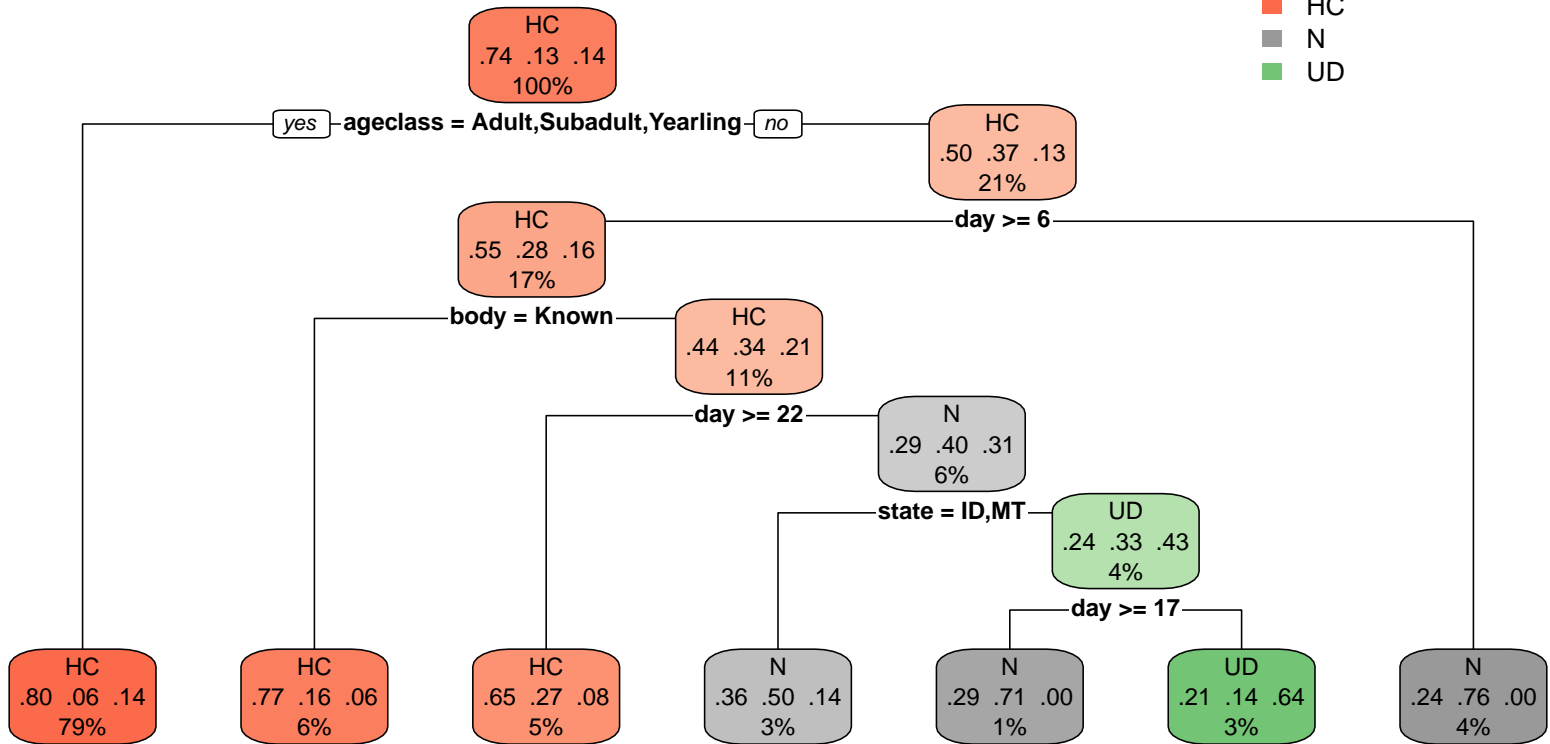 HC
N
UD
HC
.74 .13 .14
100%
yes ageclass = Adult,Subadult,Yearling no
HC
.50 .37 .13
21%
day >= 6
HC
.55 .28 .16
17%
body = Known
HC
.44 .34 .21
11%
day >= 22
N
.29 .40 .31
6%
state = ID,MT
UD
.24 .33 .43
4%
day >= 17
HC
.80 .06 .14
79%
HC
.77 .16 .06
6%
HC
.65 .27 .08
5%
N
.36 .50 .14
3%
N
.29 .71 .00
1%
UD
.21 .14 .64
3%
N
.24 .76 .00
4%